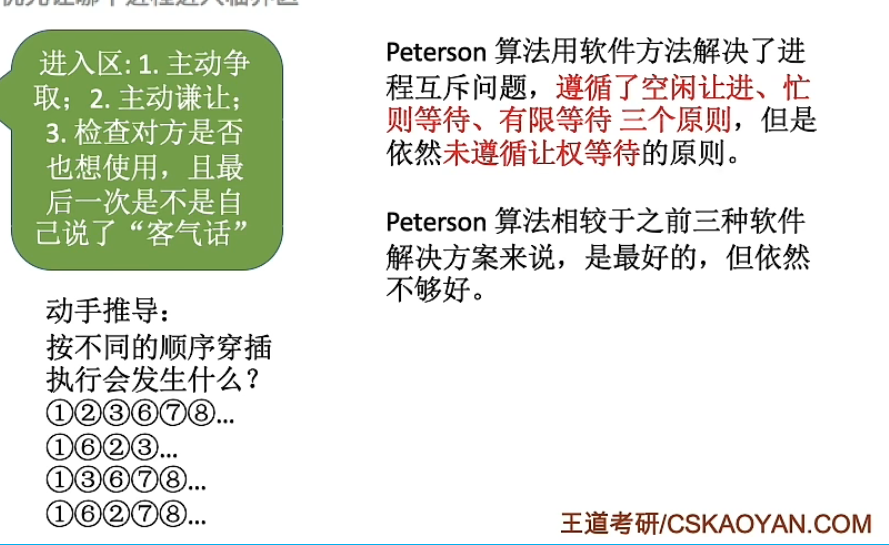 进入区: 1. 主动争
取；2. 主动谦让；
3. 检查对方是否
也想使用，且最
后一次是不是自
己说了“客气话”
动手推导：
按不同的顺序穿插
执行会发生什么？
①②③⑥⑦⑧...
①⑥②③...
①③⑥⑦⑧...
①⑥②⑦⑧...
Peterson 算法用软件方法解决了进
程互斥问题，遵循了空闲让进、忙
则等待、有限等待 三个原则，但是
依然未遵循让权等待的原则。
Peterson 算法相较于之前三种软件
解决方案来说，是最好的，但依然
不够好。
王道考研/CSKAOYAN.COM